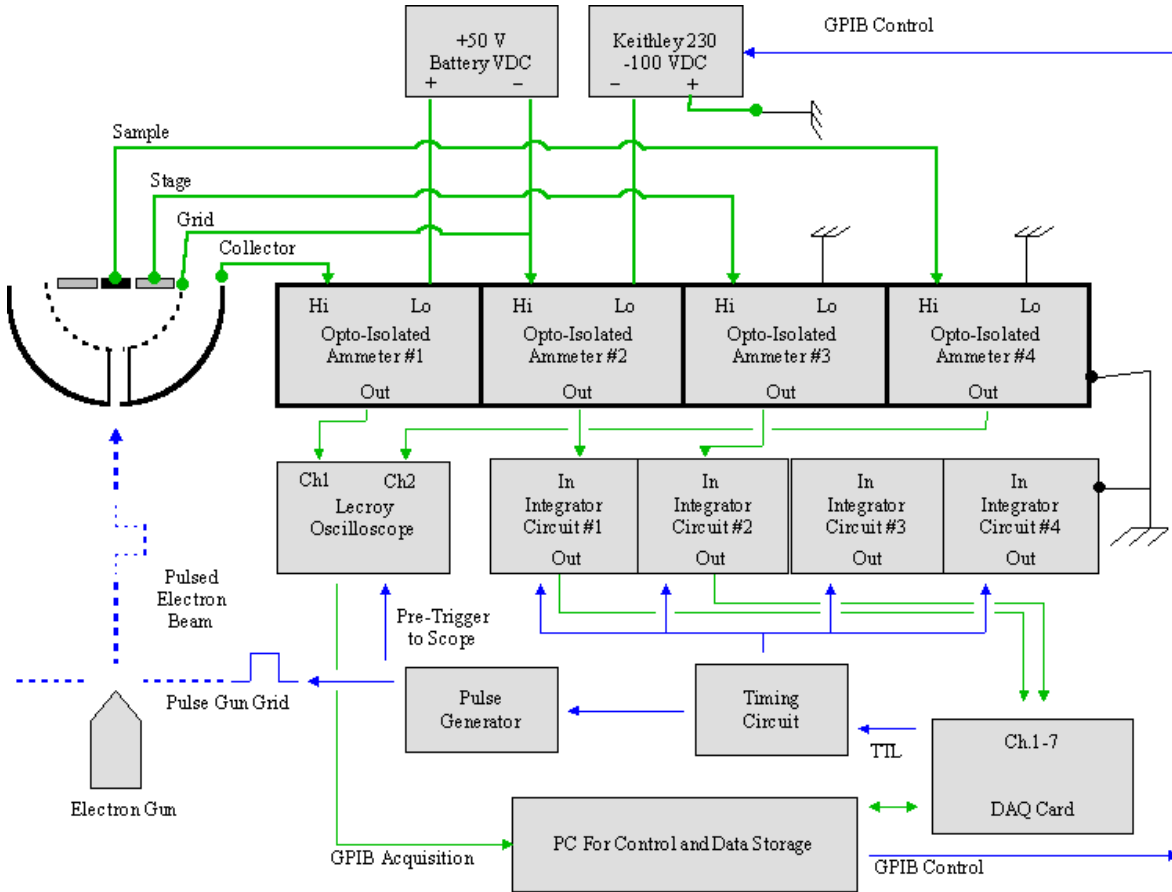 GPIB Control
+50 V
Battery VDC
+ −
Keithley 230
-100 VDC
− +
Sample
Stage
Grid
Collector
Hi Lo
Opto-Isolated
Ammeter #1
Out
Hi Lo
Opto-Isolated
Ammeter #2
Out
Hi Lo
Opto-Isolated
Ammeter #3
Out
Hi Lo
Opto-Isolated
Ammeter #4
Out
Ch1 Ch2
Lecroy
Oscilloscope
In
Integrator
Circuit #1
Out
In
Integrator
Circuit #2
Out
In
Integrator
Circuit #3
Out
In
Integrator
Circuit #4
Out
Pulsed
Electron
Beam
Pre-Trigger
to Scope
Pulse Gun Grid
Pulse
Generator
Timing
Circuit
TTL
Ch.1-7
DAQ Card
Electron Gun
GPIB Acquisition
PC For Control and Data Storage
GPIB Control